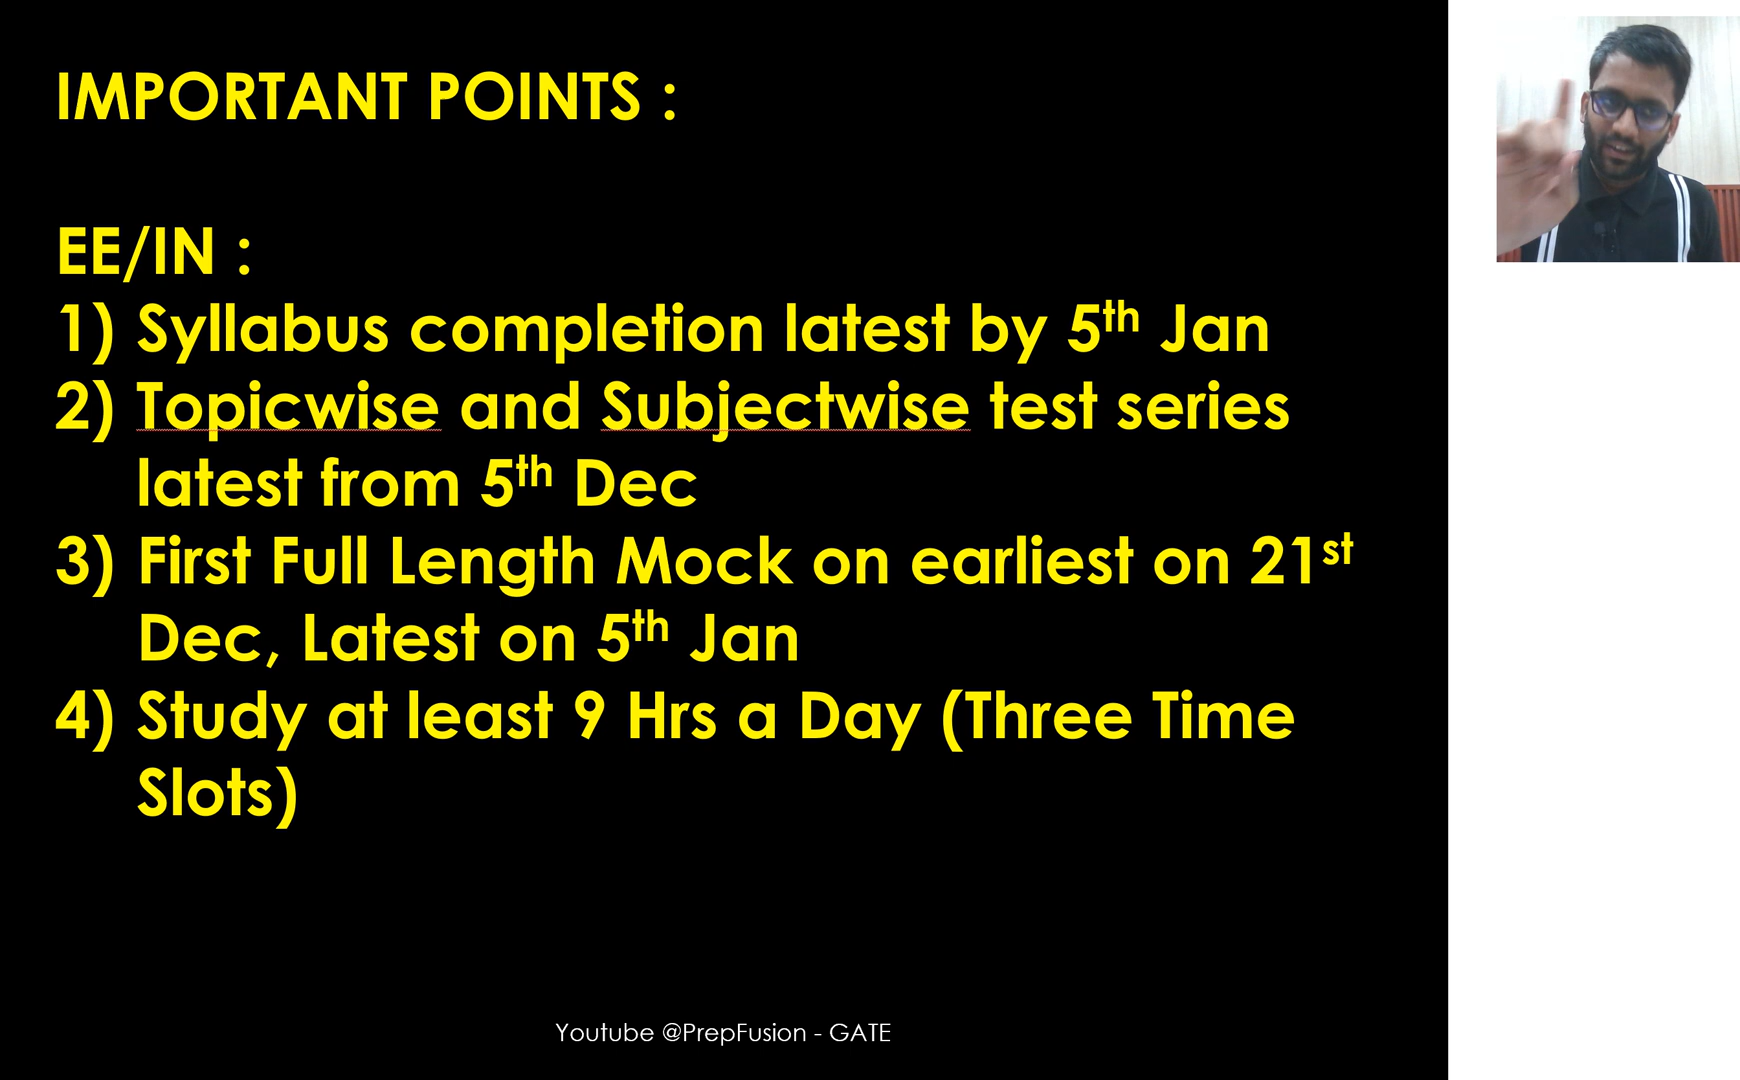 IMPORTANT POINTS :
EE/IN :
1) Syllabus completion latest by 5th Jan
2) Topicwise and Subjectwise test series
latest from 5th Dec
3) First Full Length Mock on earliest on 21st
Dec, Latest on 5th Jan
4) Study at least 9 Hrs a Day (Three Time
Slots)
Youtube @PrepFusion - GATE